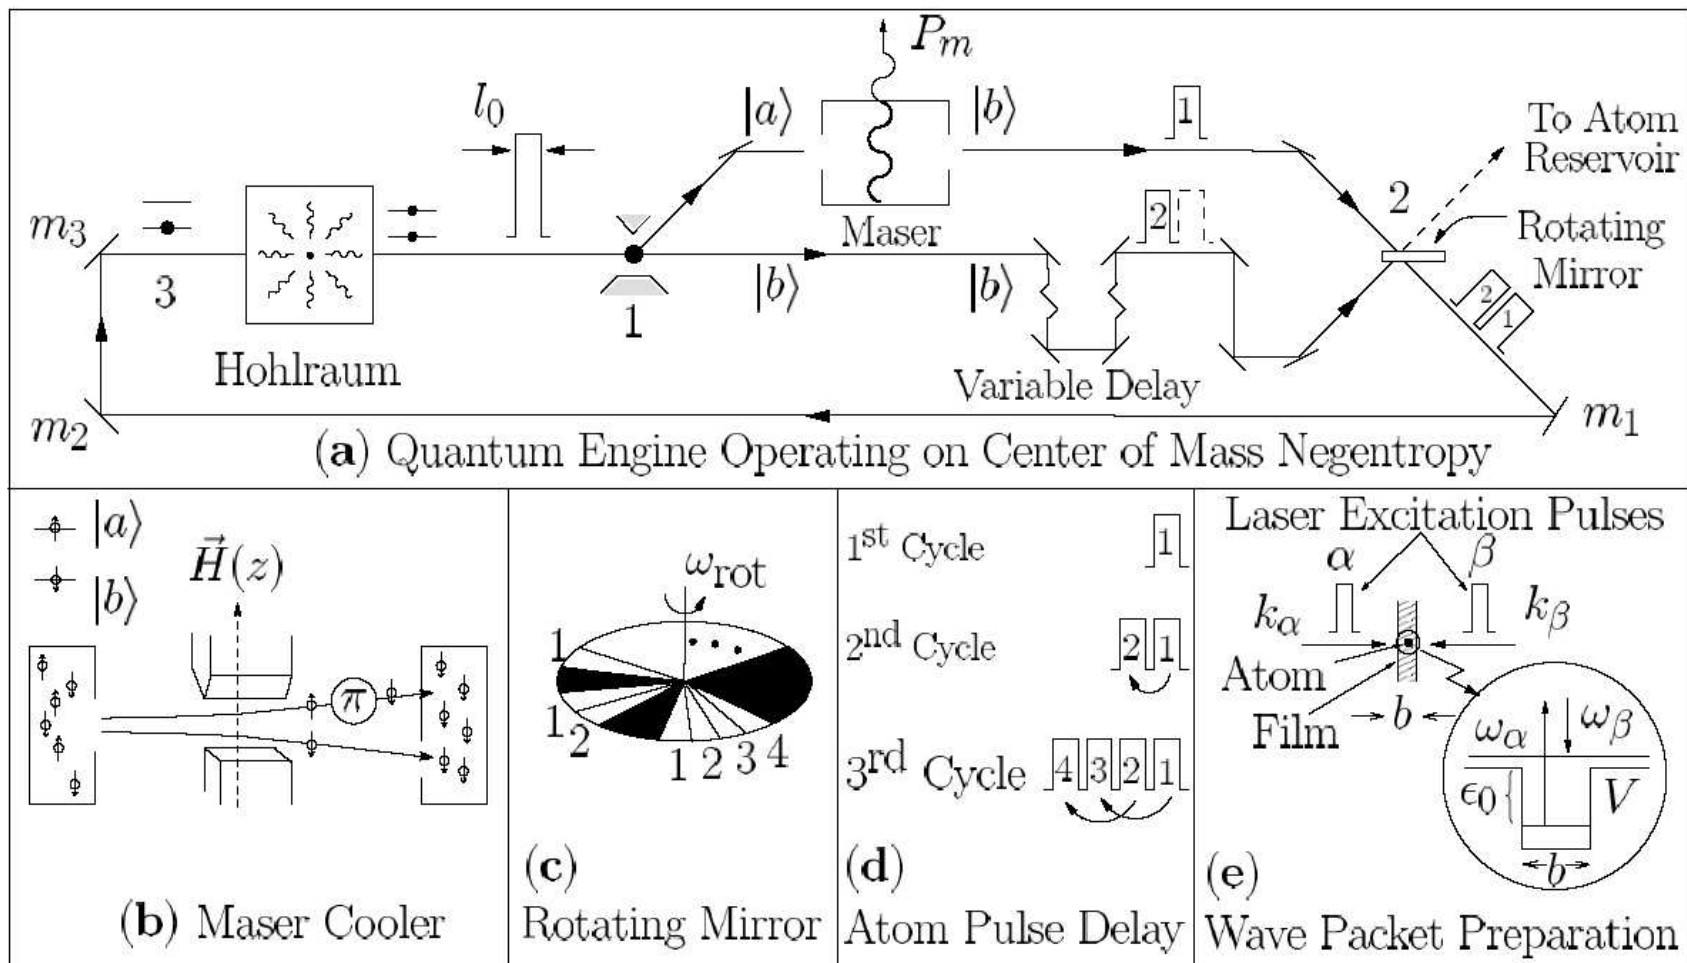 P_m
l_0
|a⟩
|b⟩
1
To Atom
Reservoir
2
Rotating
Mirror
m_3
3
Hohlraum
1
|b⟩
Maser
|b⟩
2
Variable Delay
2
1
m_2
m_1
(a) Quantum Engine Operating on Center of Mass Negentropy
|a⟩
|b⟩
H⃗(z)
π
(b) Maser Cooler
ω_rot
1
1
2
1 2 3 4
(c)
Rotating Mirror
1st Cycle
1
2nd Cycle
2 1
3rd Cycle
4 3 2 1
(d)
Atom Pulse Delay
Laser Excitation Pulses
α β
k_α k_β
Atom
Film
b
ω_α ω_β
ϵ_0 V
b
(e)
Wave Packet Preparation